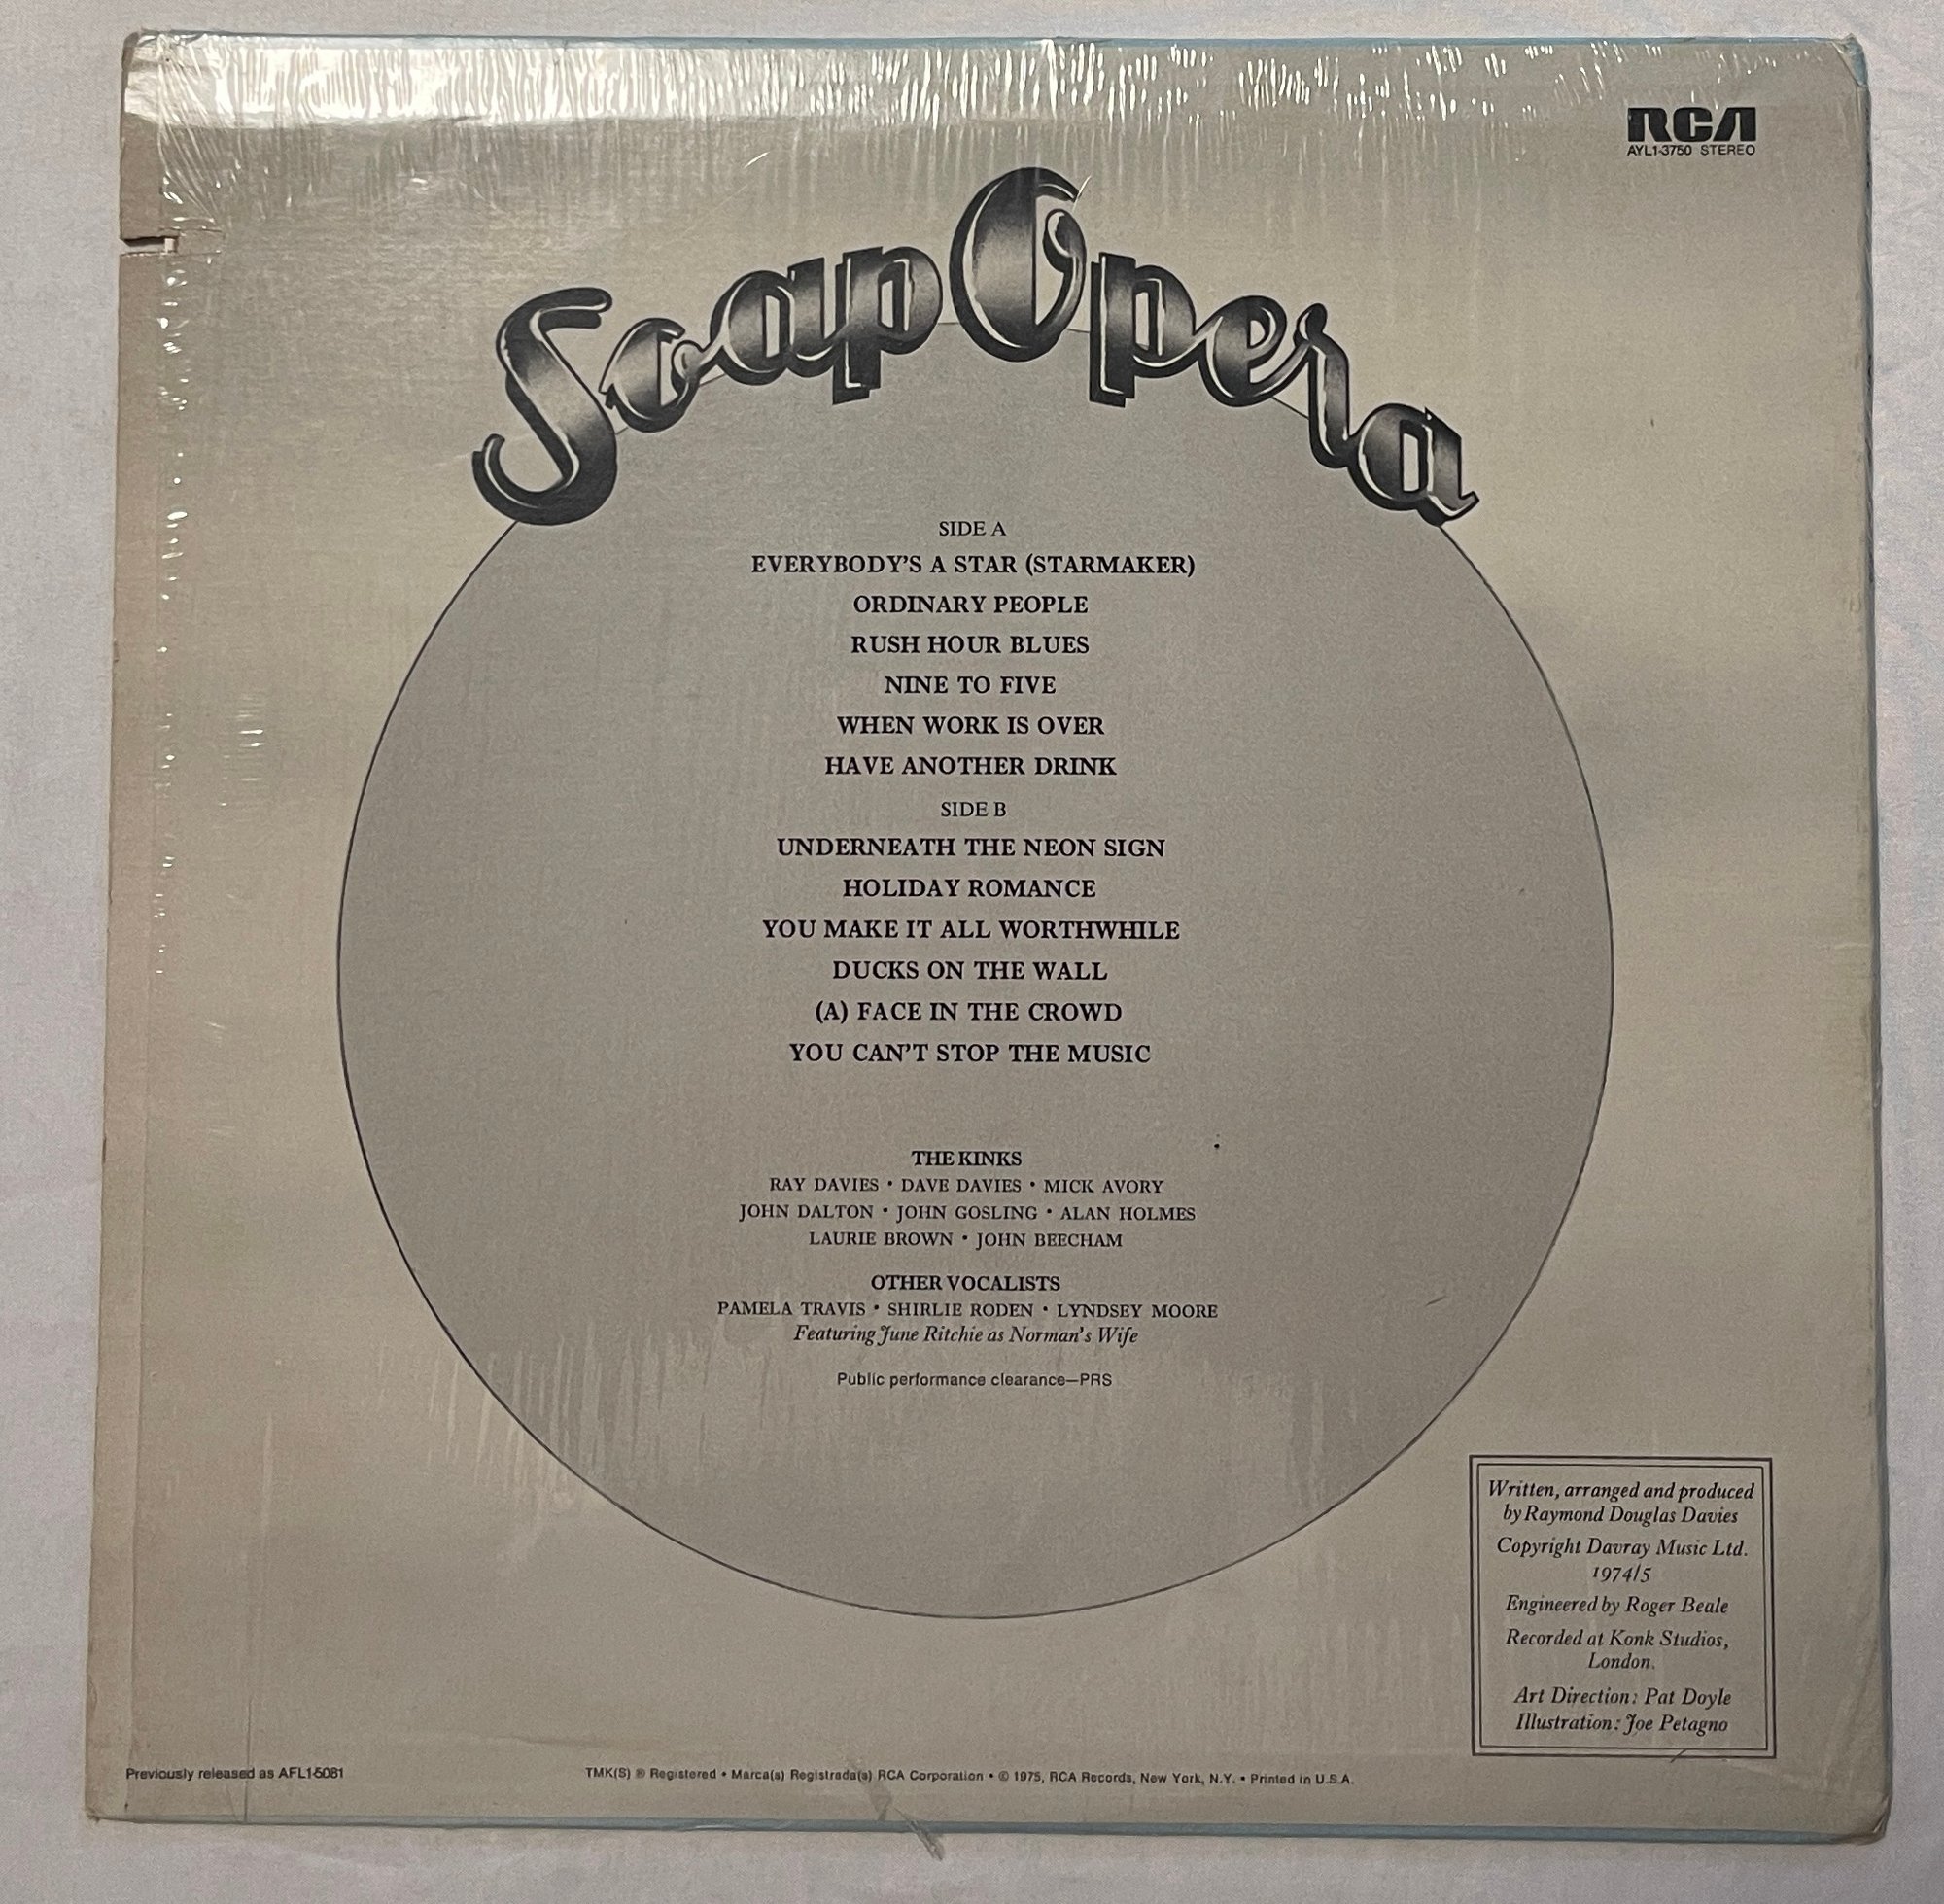 RCA
AYL1-3750 STEREO
Soap Opera
SIDE A
EVERYBODY'S A STAR (STARMAKER)
ORDINARY PEOPLE
RUSH HOUR BLUES
NINE TO FIVE
WHEN WORK IS OVER
HAVE ANOTHER DRINK
SIDE B
UNDERNEATH THE NEON SIGN
HOLIDAY ROMANCE
YOU MAKE IT ALL WORTHWHILE
DUCKS ON THE WALL
(A) FACE IN THE CROWD
YOU CAN'T STOP THE MUSIC
THE KINKS
RAY DAVIES • DAVE DAVIES • MICK AVORY
JOHN DALTON • JOHN GOSLING • ALAN HOLMES
LAURIE BROWN • JOHN BEECHAM
OTHER VOCALISTS
PAMELA TRAVIS • SHIRLIE RODEN • LYNDSEY MOORE
Featuring June Ritchie as Norman's Wife
Public performance clearance—PRS
Written, arranged and produced
by Raymond Douglas Davies
Copyright Davray Music Ltd.
1974/5
Engineered by Roger Beale
Recorded at Konk Studios,
London.
Art Direction: Pat Doyle
Illustration: Joe Petagno
Previously released as AFL1-5081
TMK(S) ® Registered • Marca(s) Registrada(s) RCA Corporation • © 1975, RCA Records, New York, N.Y. • Printed in U.S.A.